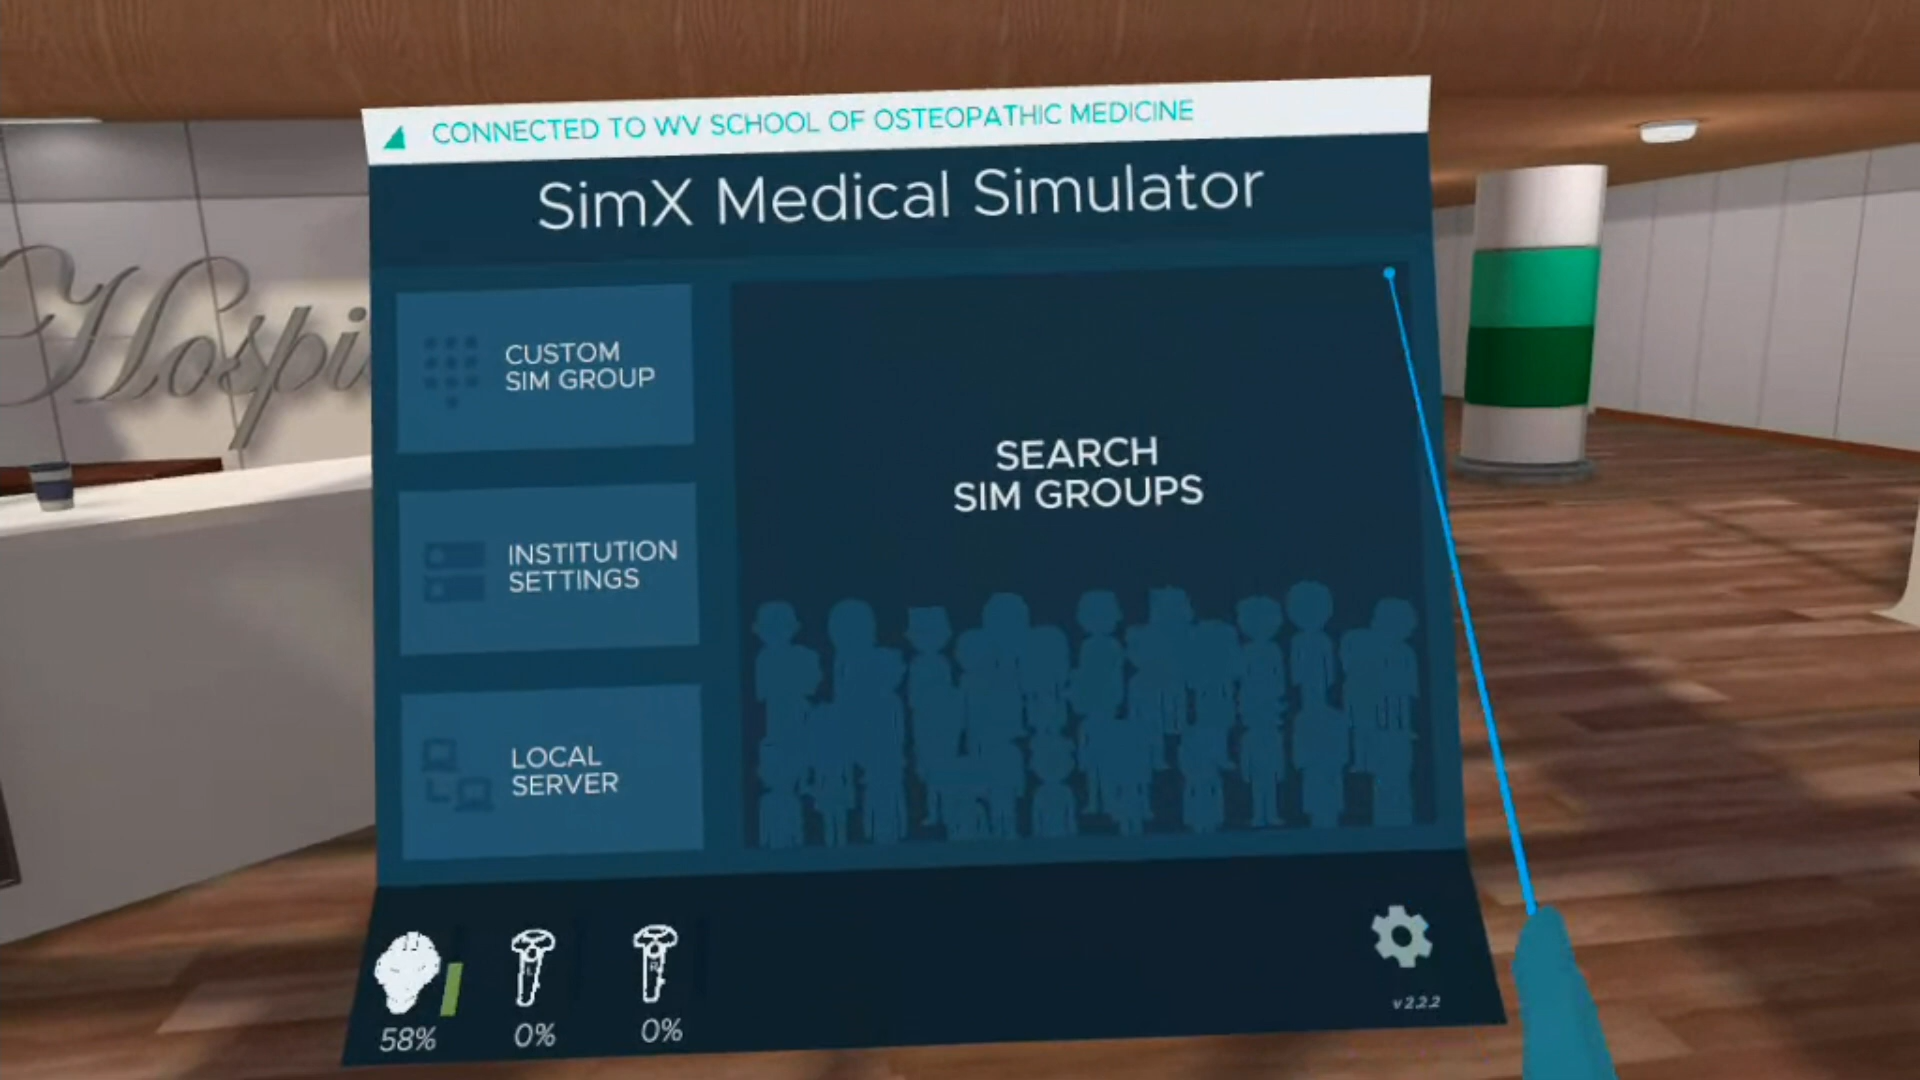 CONNECTED TO WV SCHOOL OF OSTEOPATHIC MEDICINE
SimX Medical Simulator
Hospi
CUSTOM
SIM GROUP
SEARCH
SIM GROUPS
INSTITUTION
SETTINGS
LOCAL
SERVER
L
R
58%
0%
0%
v2.2.2